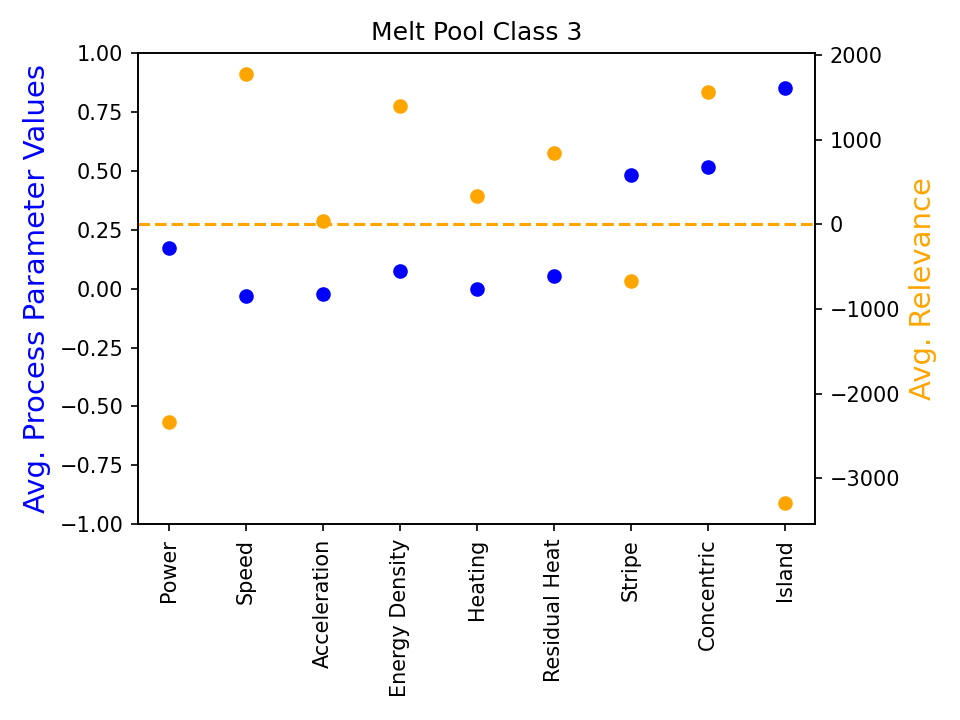 Melt Pool Class 3
Avg. Process Parameter Values
1.00
0.75
0.50
0.25
0.00
−0.25
−0.50
−0.75
−1.00
2000
1000
0
−1000
−2000
−3000
Avg. Relevance
Power
Speed
Acceleration
Energy Density
Heating
Residual Heat
Stripe
Concentric
Island